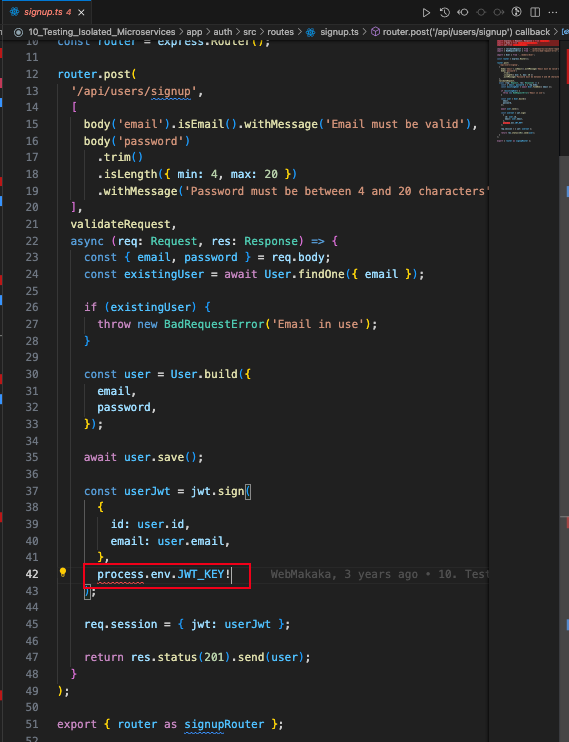 signup.ts 4
10_Testing_Isolated_Microservices > app > auth > src > routes > signup.ts > router.post('/api/users/signup') callback >
10 const router = express.Router();
11
12 router.post(
13 '/api/users/signup',
14 [
15 body('email').isEmail().withMessage('Email must be valid'),
16 body('password')
17 .trim()
18 .isLength({ min: 4, max: 20 })
19 .withMessage('Password must be between 4 and 20 characters'
20 ],
21 validateRequest,
22 async (req: Request, res: Response) => {
23 const { email, password } = req.body;
24 const existingUser = await User.findOne({ email });
25
26 if (existingUser) {
27 throw new BadRequestError('Email in use');
28 }
29
30 const user = User.build({
31 email,
32 password,
33 });
34
35 await user.save();
36
37 const userJwt = jwt.sign(
38 {
39 id: user.id,
40 email: user.email,
41 },
42 process.env.JWT_KEY! WebMakaka, 3 years ago • 10. Test
43 );
44
45 req.session = { jwt: userJwt };
46
47 return res.status(201).send(user);
48 }
49 );
50
51 export { router as signupRouter };
52